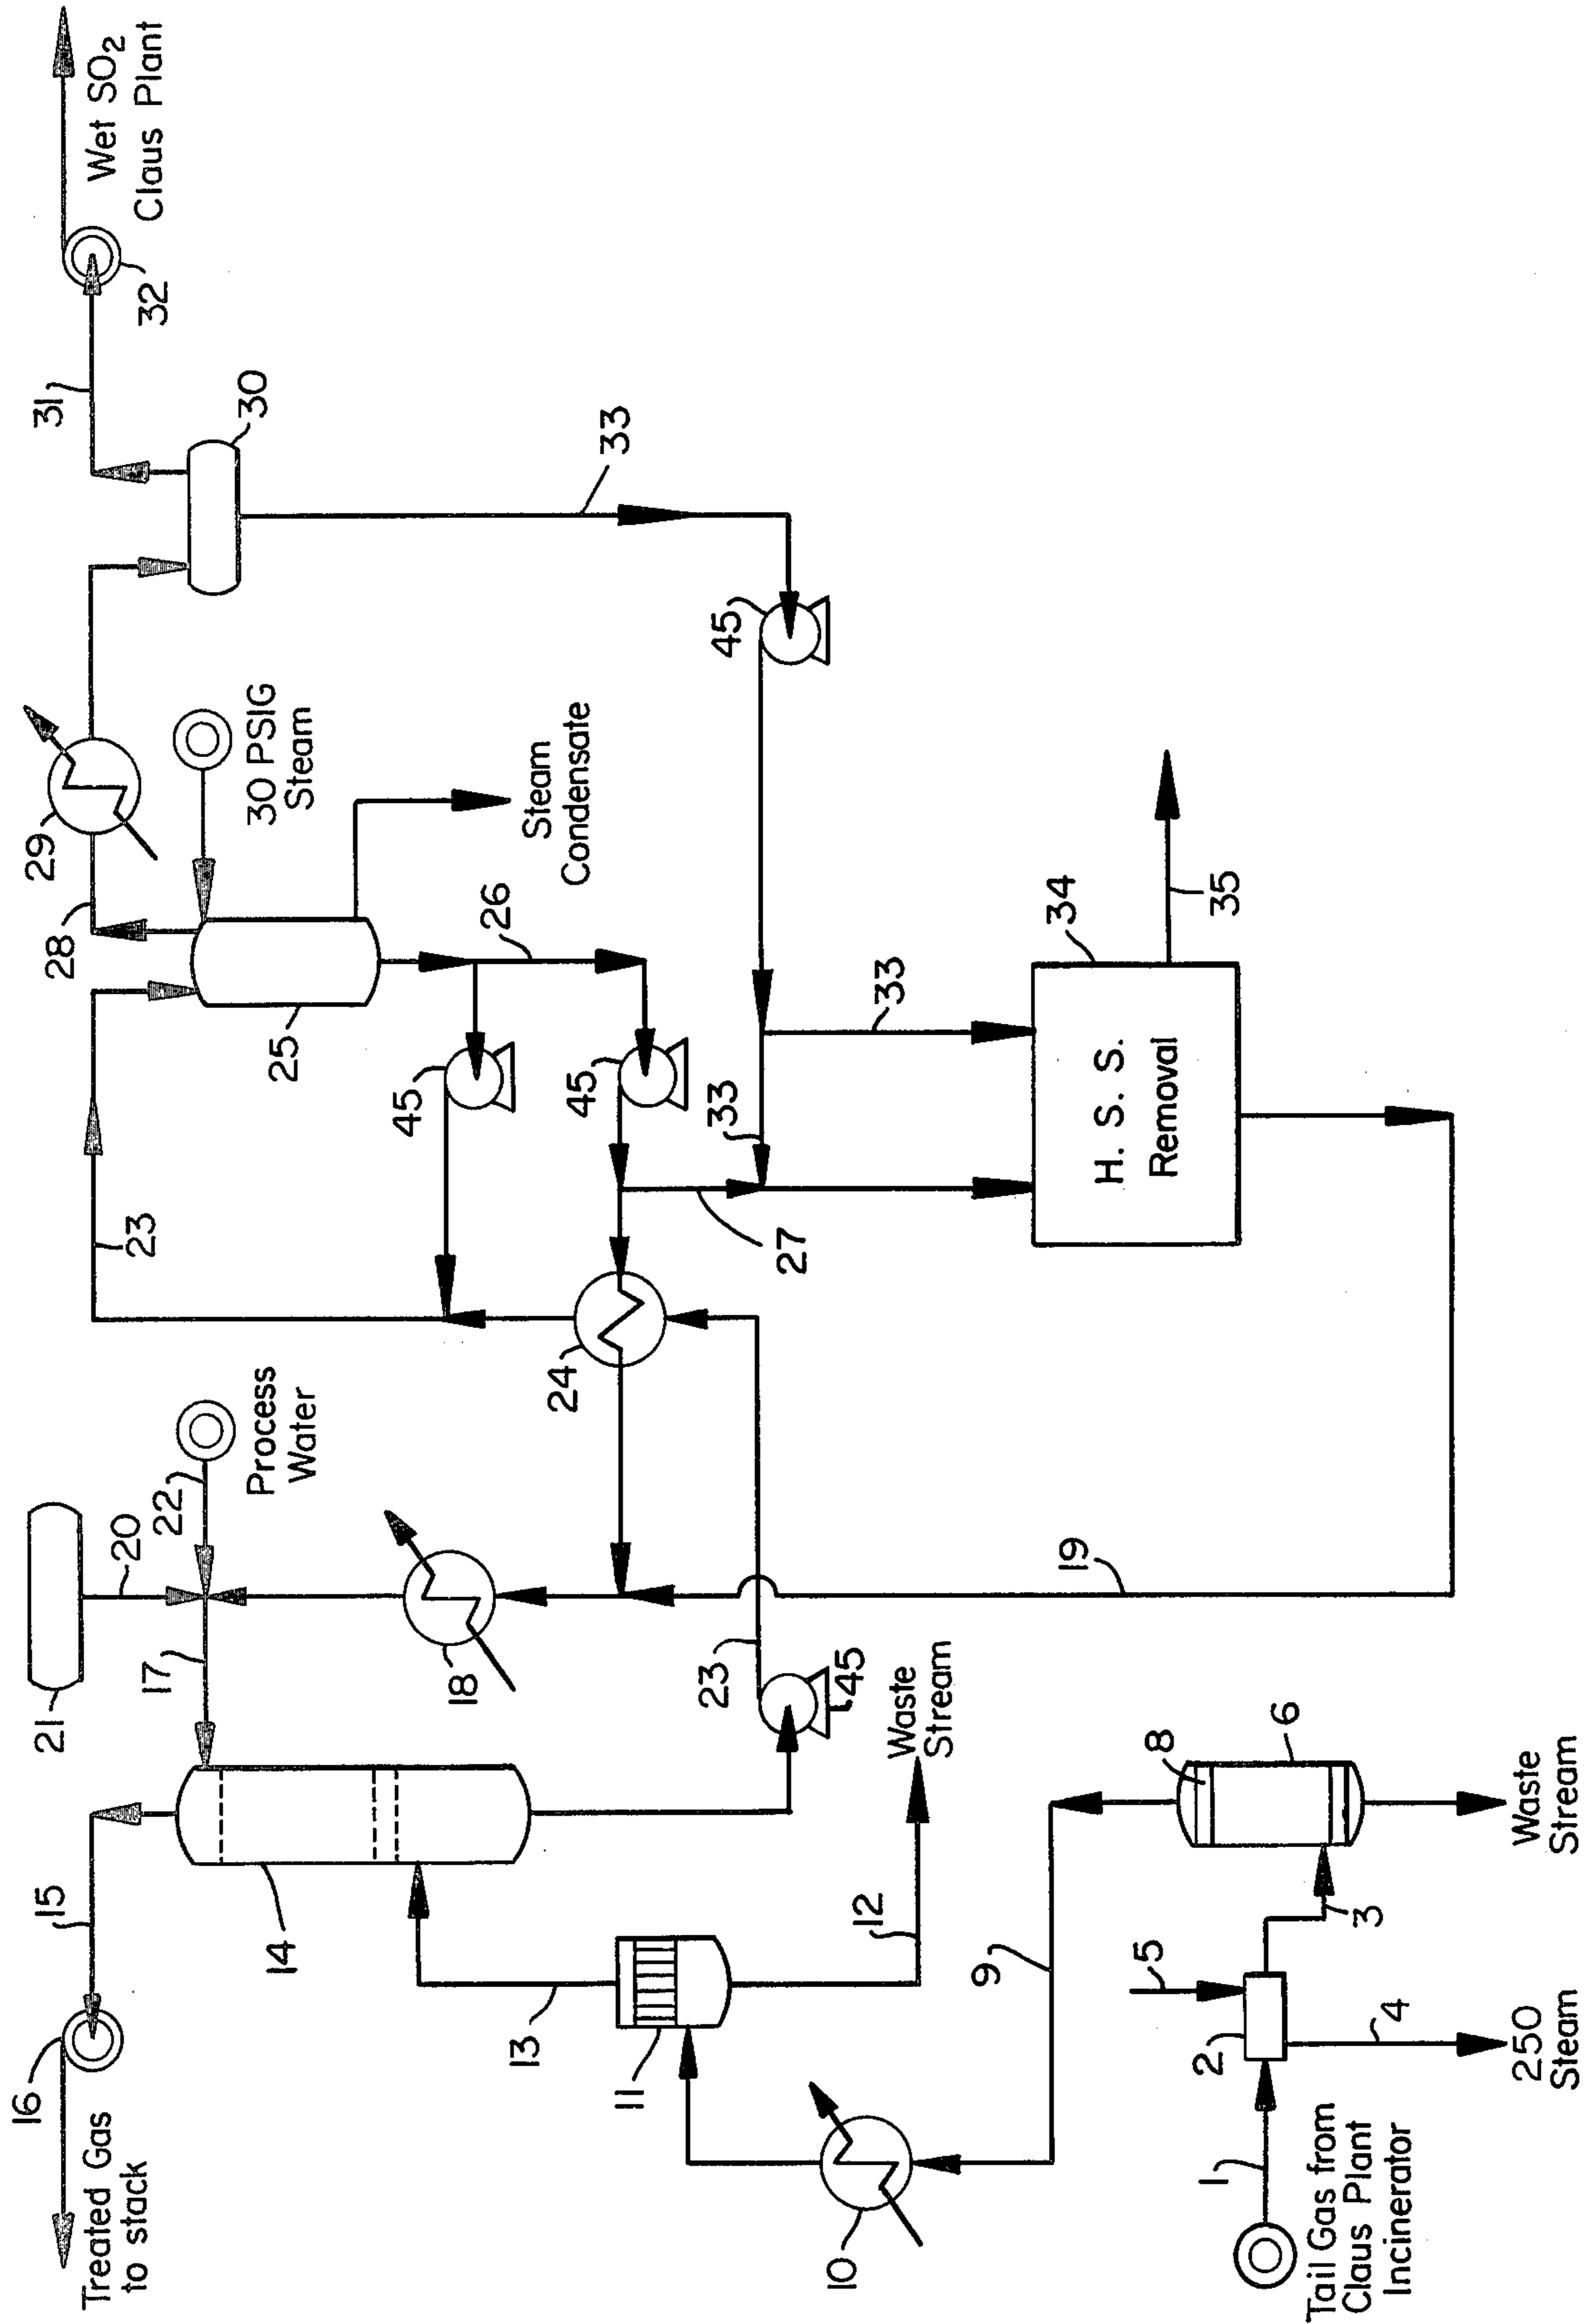 Treated Gas
to stack
16
15
21
20
17
22
Process
Water
23
28
29
31
32
Wet SO₂
Claus Plant
14
25
30 PSIG
Steam
30
18
45
26
Steam
Condensate
13
24
45
33
11
23
27
33
45
10
12
45
Waste
Stream
33
9
19
H. S. S.
Removal
34
5
8
35
1
2
6
3
4
Tail Gas from
Claus Plant
Incinerator
250
Steam
Waste
Stream